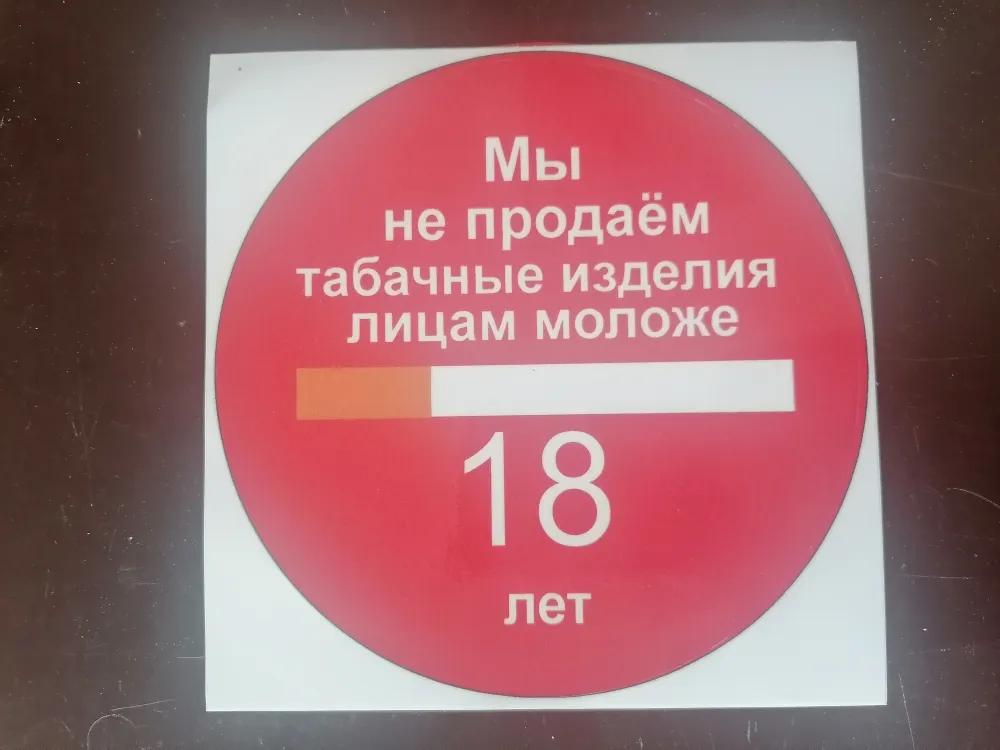 Мы
не продаём
табачные изделия
лицам моложе
18
лет